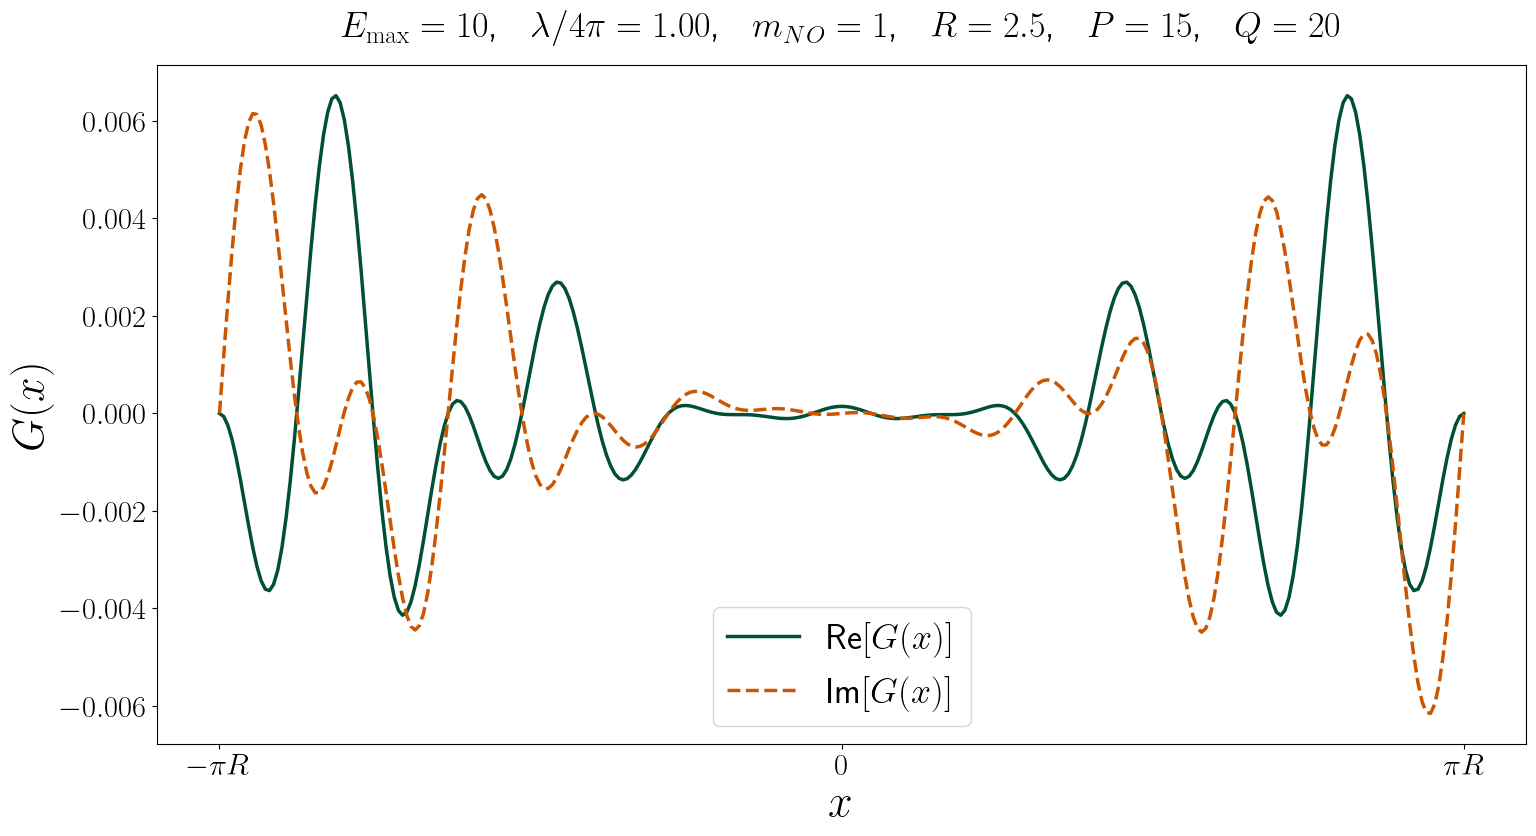 E_max = 10, λ/4π = 1.00, m_NO = 1, R = 2.5, P = 15, Q = 20
G(x)
0.006
0.004
0.002
0.000
−0.002
−0.004
−0.006
Re[G(x)]
Im[G(x)]
−πR 0 πR
x